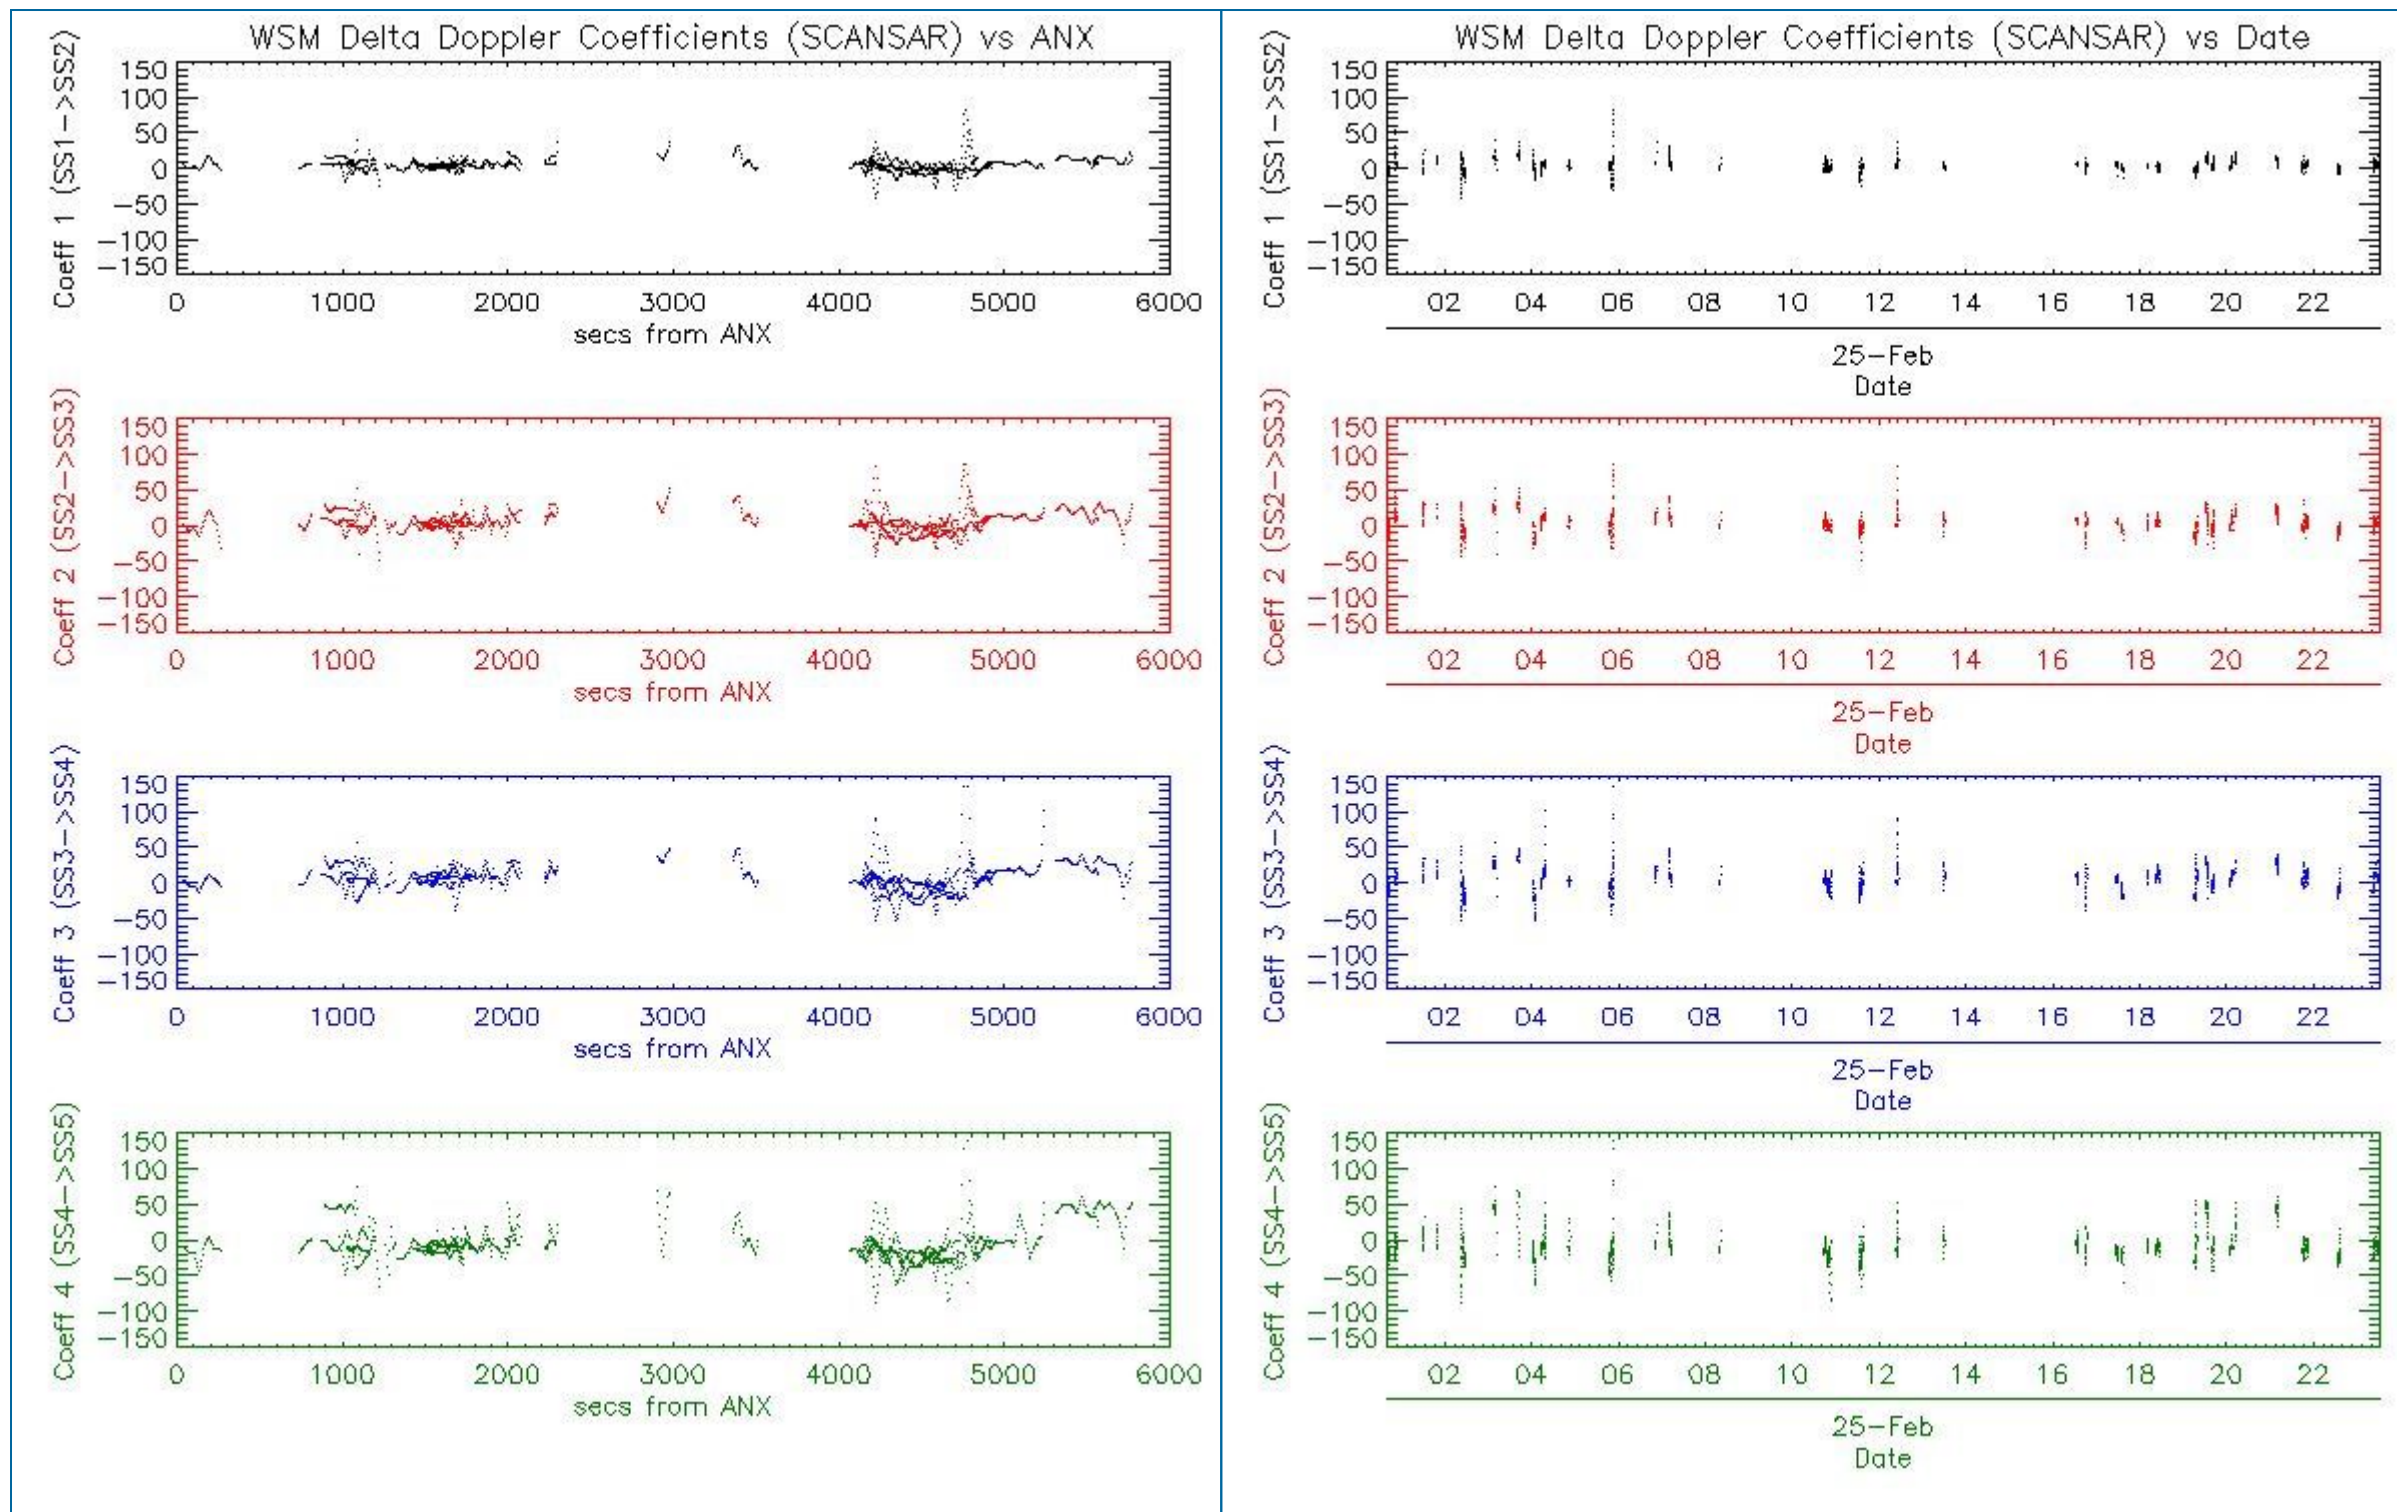 WSM Delta Doppler Coefficients (SCANSAR) vs ANX
Coeff 1 (SS1->SS2)
150
100
50
0
-50
-100
-150
0 1000 2000 3000 4000 5000 6000
secs from ANX
Coeff 2 (SS2->SS3)
150
100
50
0
-50
-100
-150
0 1000 2000 3000 4000 5000 6000
secs from ANX
Coeff 3 (SS3->SS4)
150
100
50
0
-50
-100
-150
0 1000 2000 3000 4000 5000 6000
secs from ANX
Coeff 4 (SS4->SS5)
150
100
50
0
-50
-100
-150
0 1000 2000 3000 4000 5000 6000
secs from ANX
WSM Delta Doppler Coefficients (SCANSAR) vs Date
Coeff 1 (SS1->SS2)
150
100
50
0
-50
-100
-150
02 04 06 08 10 12 14 16 18 20 22
25-Feb
Date
Coeff 2 (SS2->SS3)
150
100
50
0
-50
-100
-150
02 04 06 08 10 12 14 16 18 20 22
25-Feb
Date
Coeff 3 (SS3->SS4)
150
100
50
0
-50
-100
-150
02 04 06 08 10 12 14 16 18 20 22
25-Feb
Date
Coeff 4 (SS4->SS5)
150
100
50
0
-50
-100
-150
02 04 06 08 10 12 14 16 18 20 22
25-Feb
Date